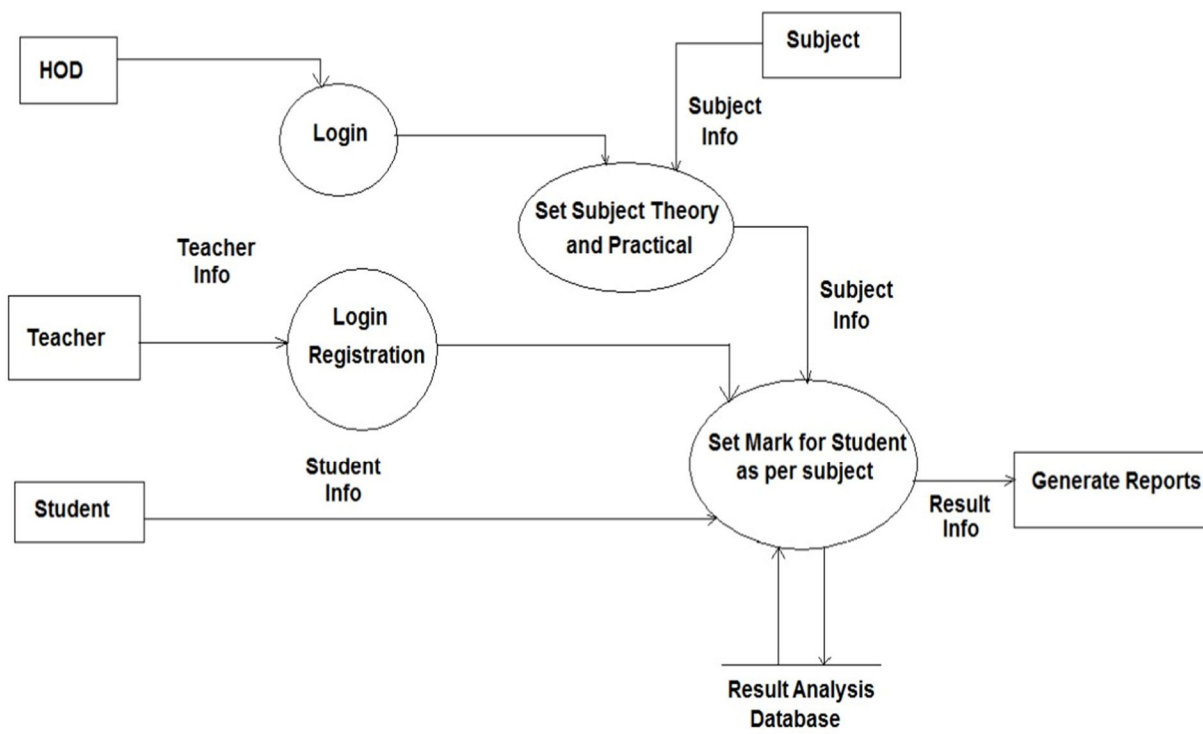 HOD
Subject
Login
Subject
Info
Set Subject Theory
and Practical
Teacher
Info
Subject
Info
Teacher
Login
Registration
Set Mark for Student
as per subject
Student
Info
Student
Generate Reports
Result
Info
Result Analysis
Database